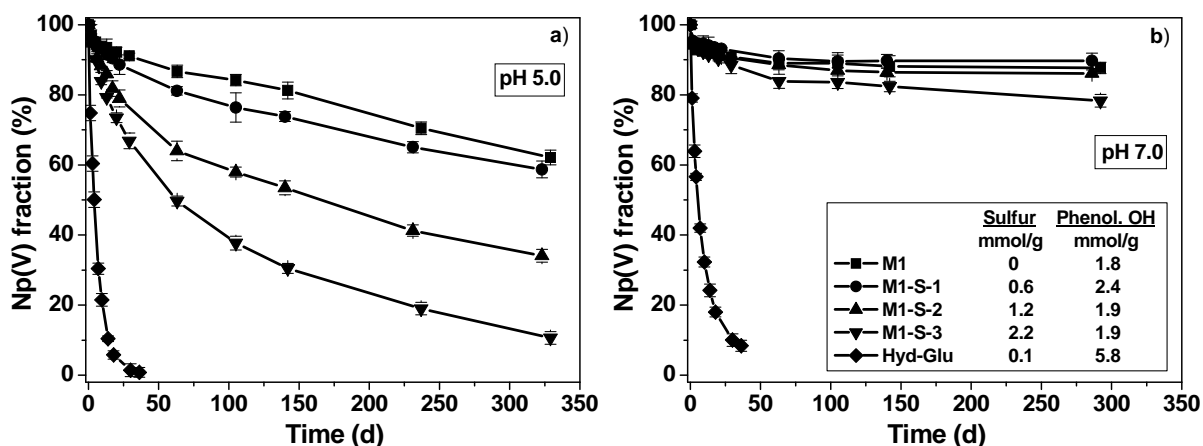 a)
pH 5.0
Np(V) fraction (%)
100
80
60
40
20
0
0 50 100 150 200 250 300 350
Time (d)
b)
pH 7.0
Np(V) fraction (%)
100
80
60
40
20
0
Sulfur Phenol. OH
mmol/g mmol/g
M1 0 1.8
M1-S-1 0.6 2.4
M1-S-2 1.2 1.9
M1-S-3 2.2 1.9
Hyd-Glu 0.1 5.8
0 50 100 150 200 250 300 350
Time (d)